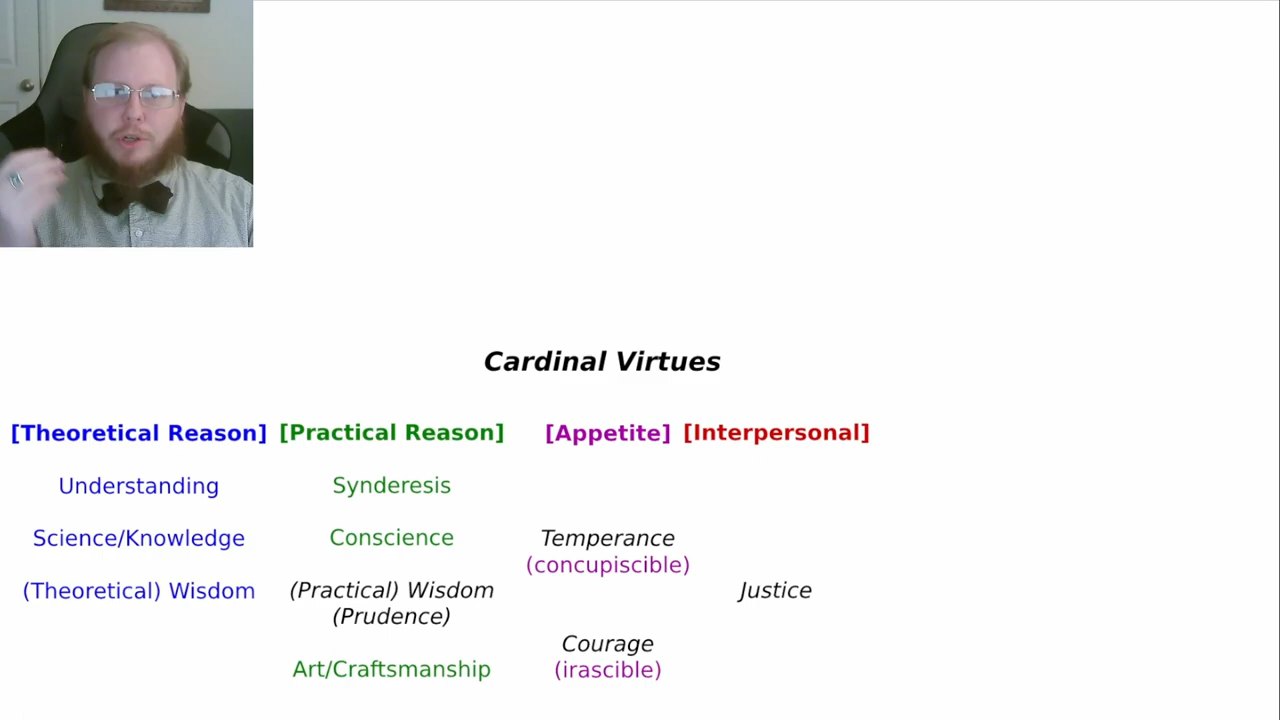 Cardinal Virtues
[Theoretical Reason] [Practical Reason] [Appetite] [Interpersonal]
Understanding Synderesis
Science/Knowledge Conscience Temperance
(concupiscible)
(Theoretical) Wisdom (Practical) Wisdom Justice
(Prudence)
Courage
Art/Craftsmanship (irascible)